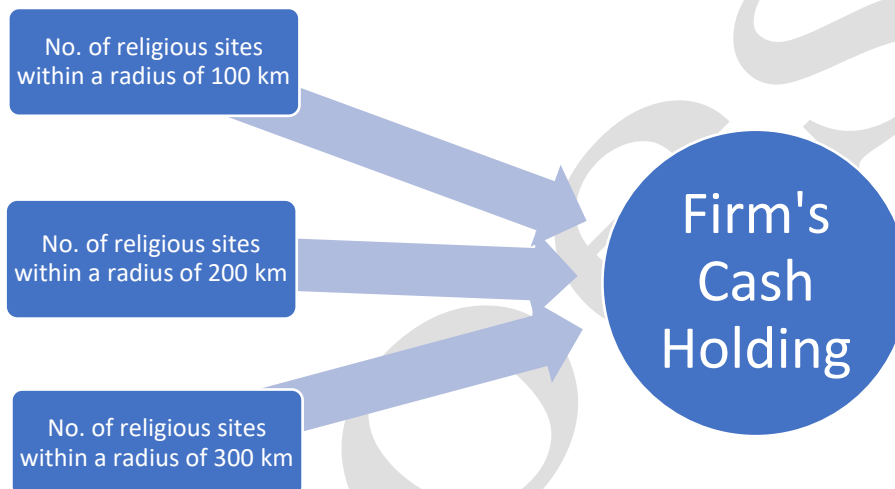 No. of religious sites
within a radius of 100 km
No. of religious sites
within a radius of 200 km
No. of religious sites
within a radius of 300 km
Firm's
Cash
Holding